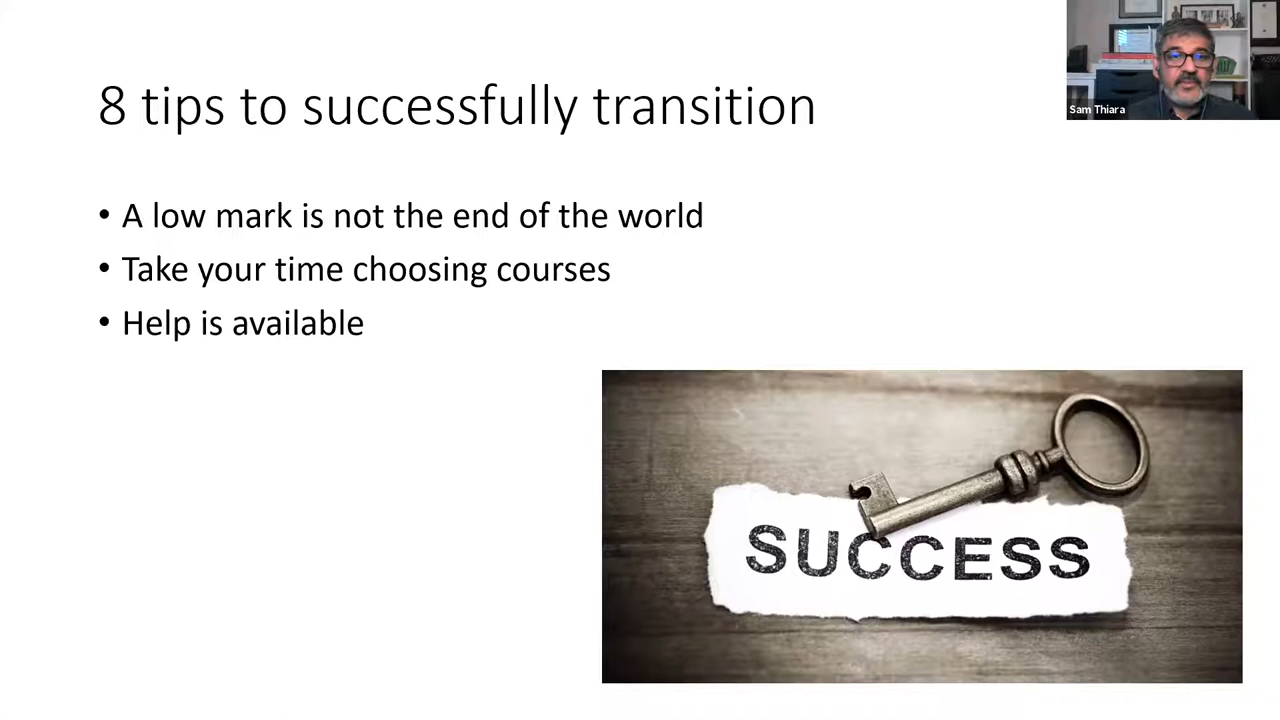 8 tips to successfully transition
Sam Thiara
• A low mark is not the end of the world
• Take your time choosing courses
• Help is available
SUCCESS